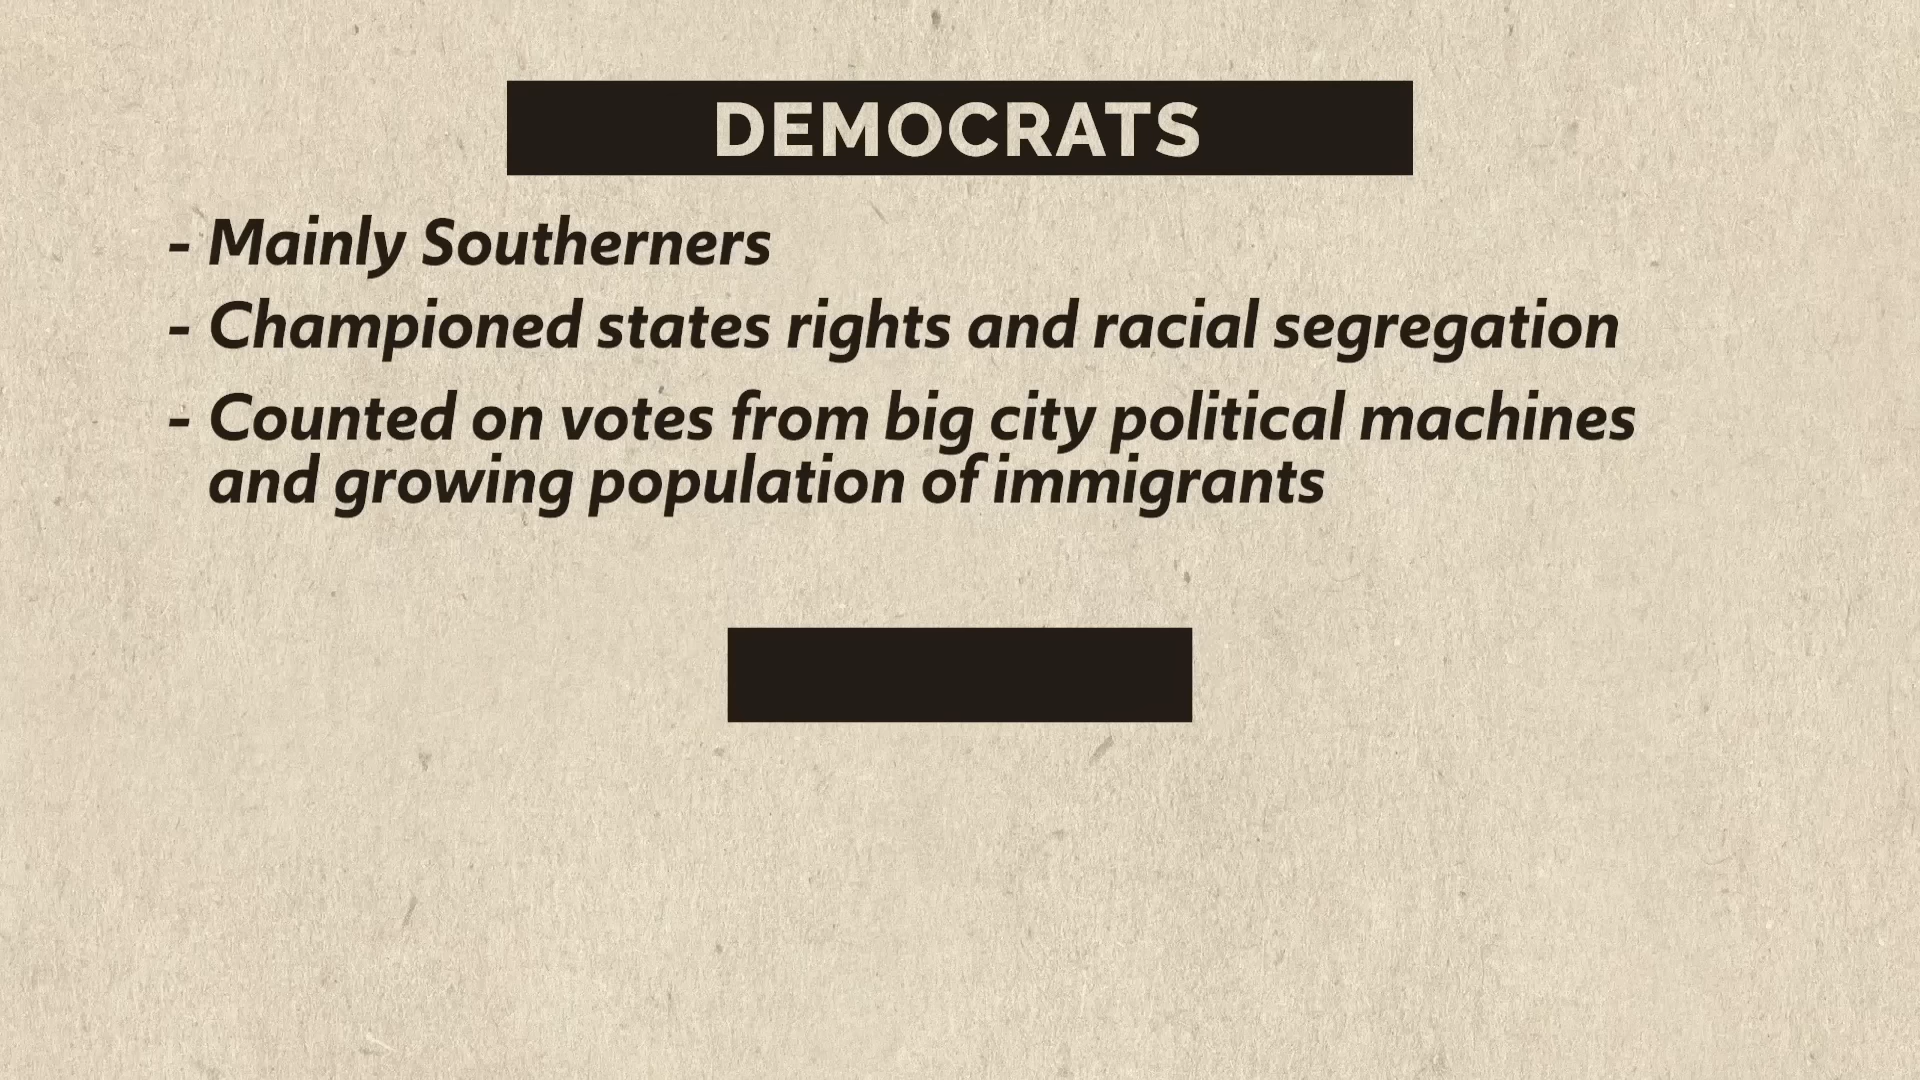 DEMOCRATS
- Mainly Southerners
- Championed states rights and racial segregation
- Counted on votes from big city political machines
and growing population of immigrants